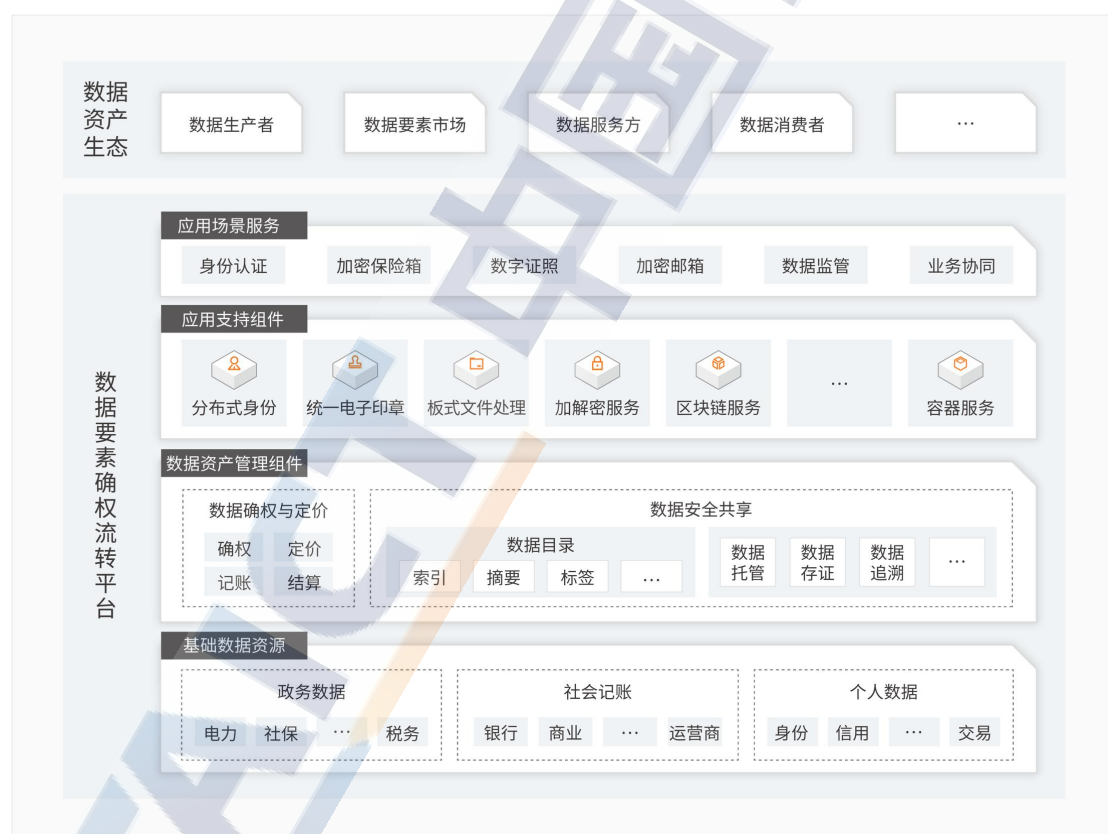 数据
资产
生态
数据生产者
数据要素市场
数据服务方
数据消费者
…
数据要素确权流转平台
应用场景服务
身份认证
加密保险箱
数字证照
加密邮箱
数据监管
业务协同
应用支持组件
分布式身份
统一电子印章
板式文件处理
加解密服务
区块链服务
…
容器服务
数据资产管理组件
数据确权与定价
确权
定价
记账
结算
数据安全共享
数据目录
索引
摘要
标签
…
数据
托管
数据
存证
数据
追溯
…
基础数据资源
政务数据
电力
社保
…
税务
社会记账
银行
商业
…
运营商
个人数据
身份
信用
…
交易
AICT 中国